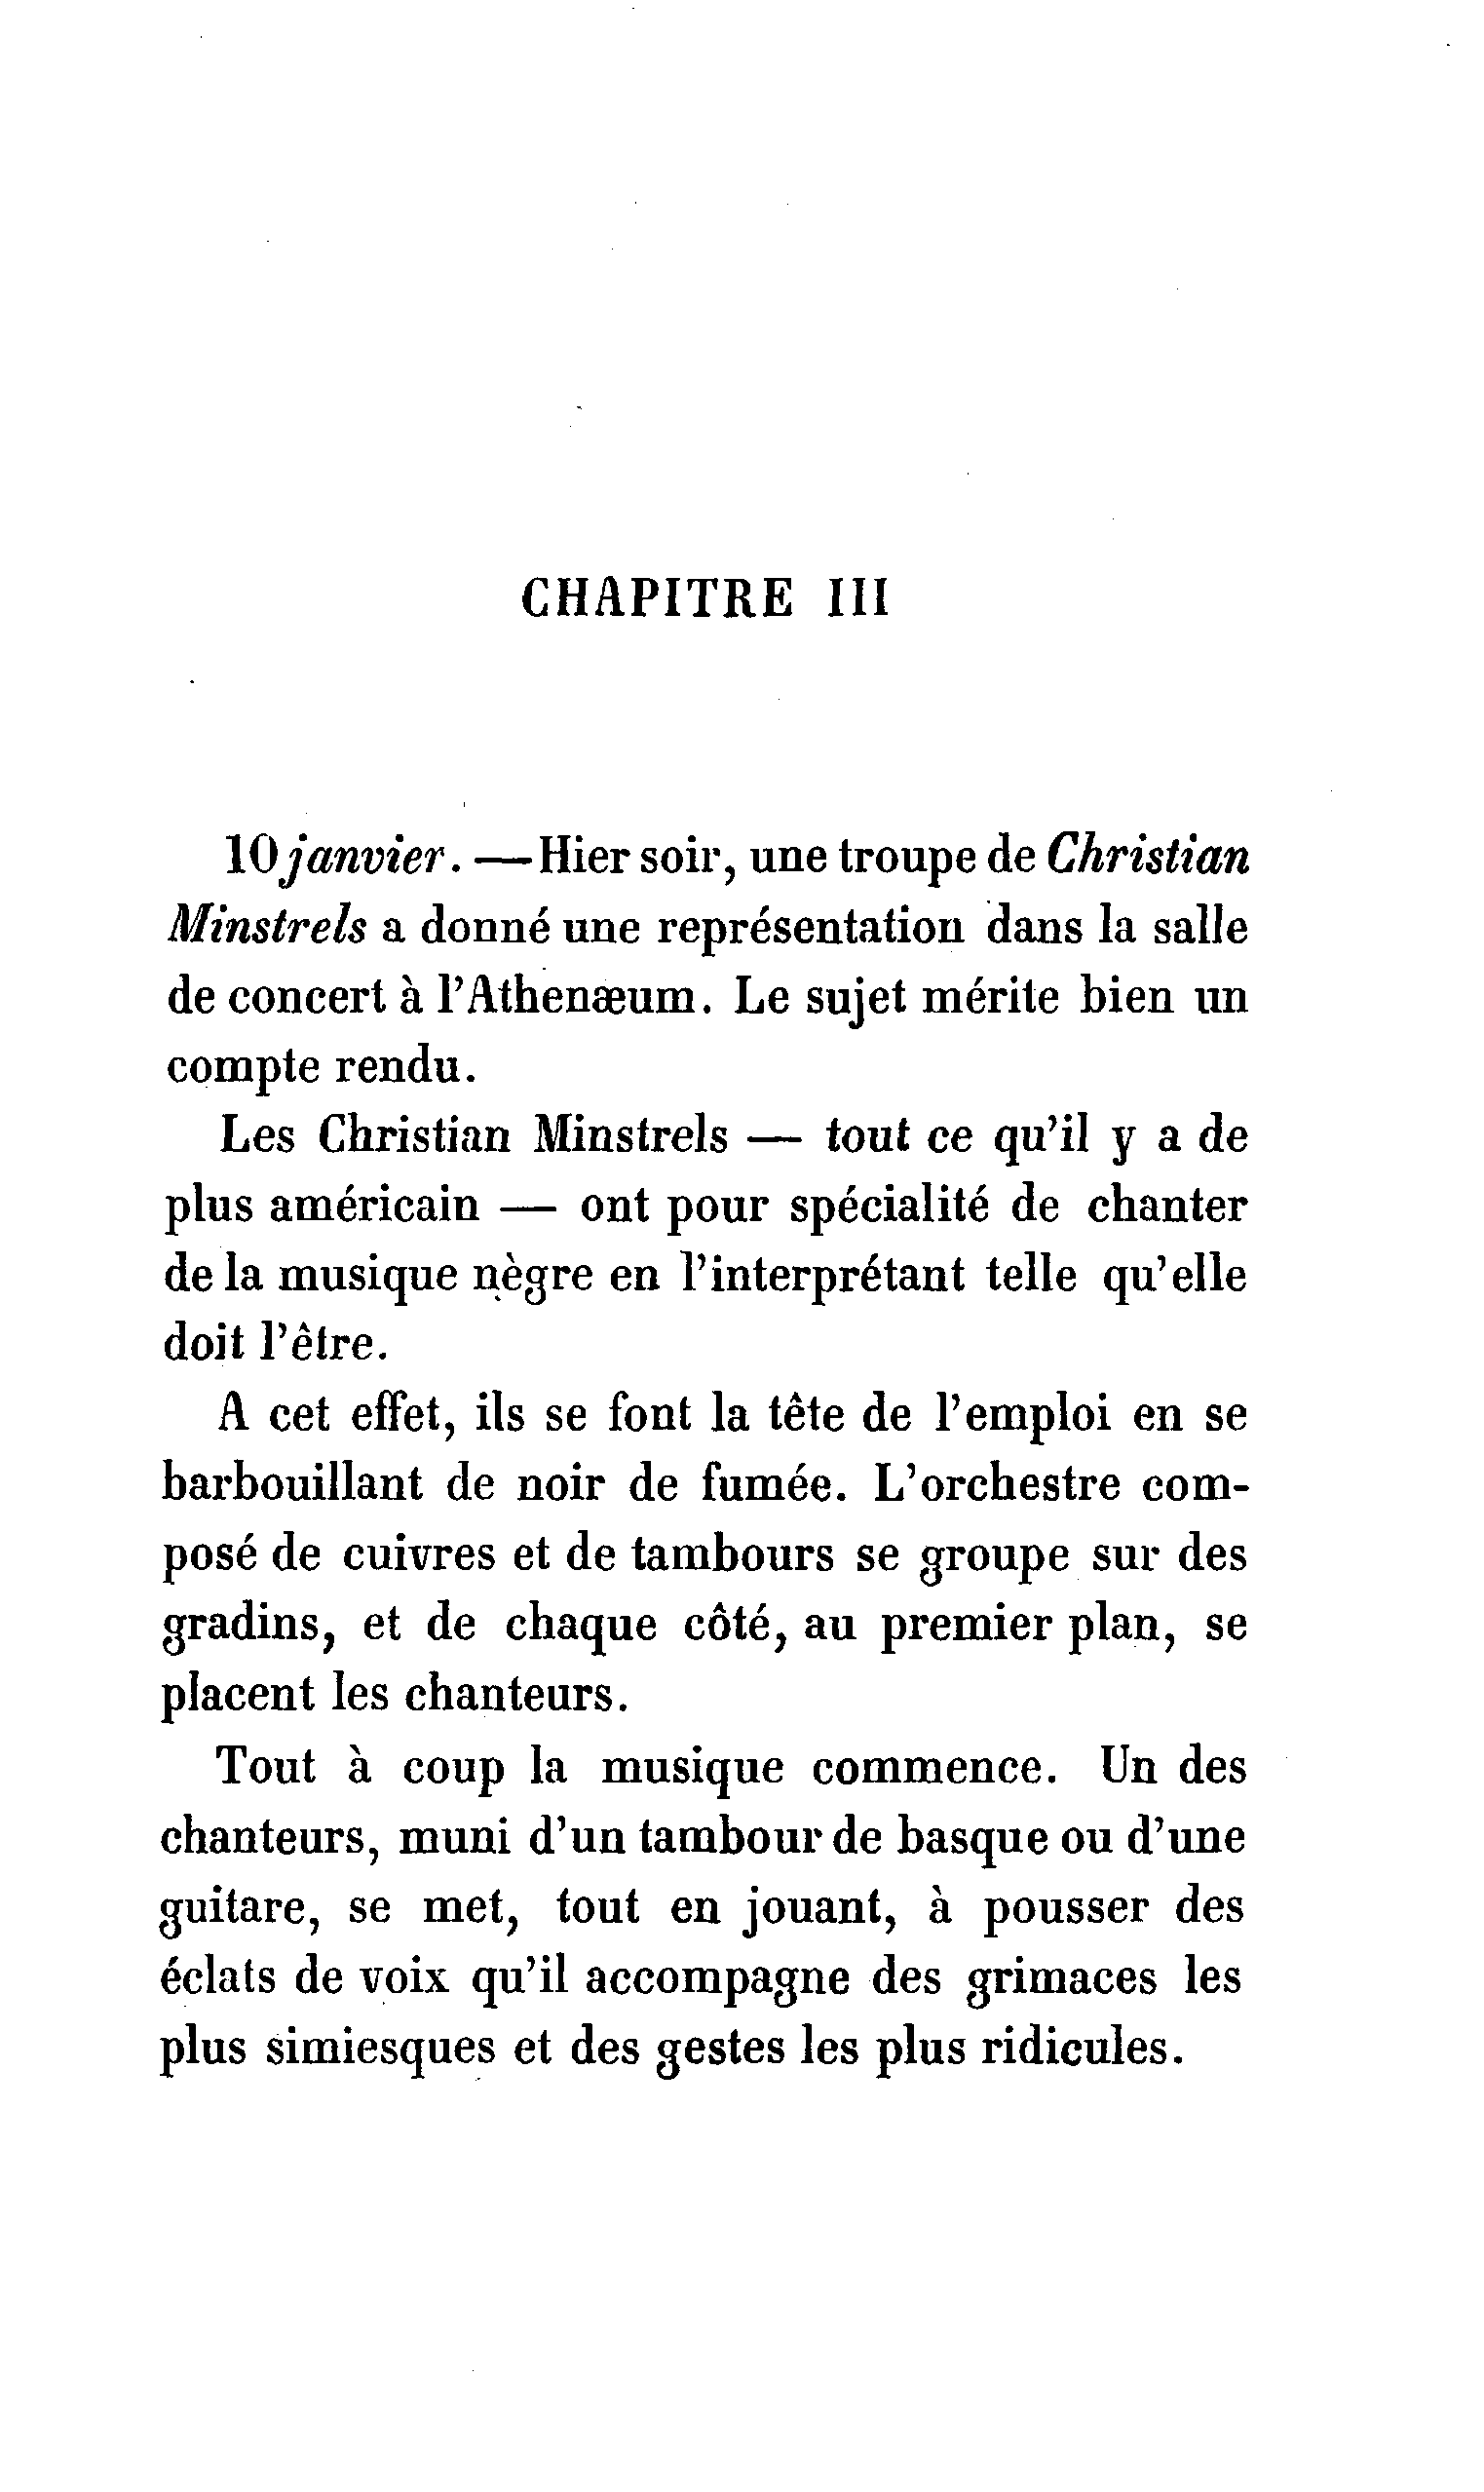 CHAPITRE III
10 janvier. — Hier soir, une troupe de Christian
Minstrels a donné une représentation dans la salle
de concert à l'Athenæum. Le sujet mérite bien un
compte rendu.
Les Christian Minstrels — tout ce qu'il y a de
plus américain — ont pour spécialité de chanter
de la musique nègre en l'interprétant telle qu'elle
doit l'être.
A cet effet, ils se font la tête de l'emploi en se
barbouillant de noir de fumée. L'orchestre com-
posé de cuivres et de tambours se groupe sur des
gradins, et de chaque côté, au premier plan, se
placent les chanteurs.
Tout à coup la musique commence. Un des
chanteurs, muni d'un tambour de basque ou d'une
guitare, se met, tout en jouant, à pousser des
éclats de voix qu'il accompagne des grimaces les
plus simiesques et des gestes les plus ridicules.